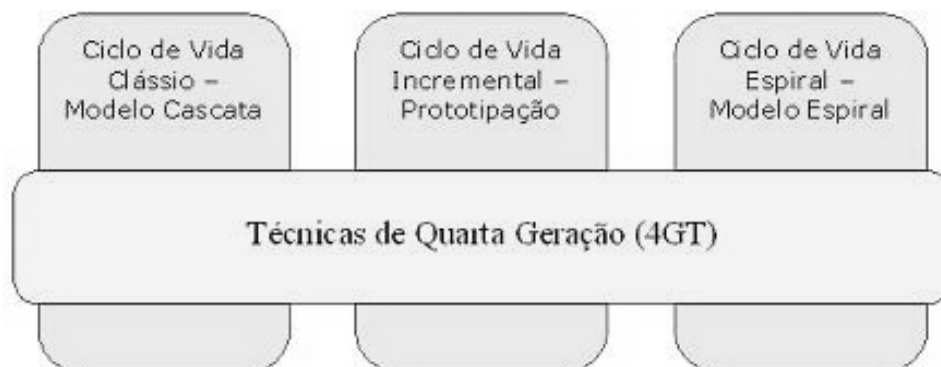 Ciclo de Vida
Clássio –
Modelo Cascata
Ciclo de Vida
Incremental –
Prototipação
Ciclo de Vida
Espiral –
Modelo Espiral
Técnicas de Quarta Geração (4GT)